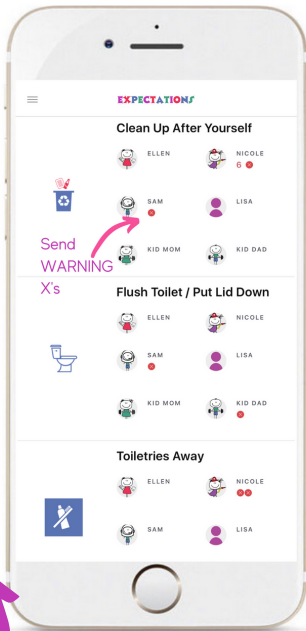 EXPECTATIONS
Clean Up After Yourself
ELLEN
NICOLE
6
SAM
LISA
Send
WARNING
X's
KID MOM
KID DAD
Flush Toilet / Put Lid Down
ELLEN
NICOLE
SAM
LISA
KID MOM
KID DAD
Toiletries Away
ELLEN
NICOLE
SAM
LISA